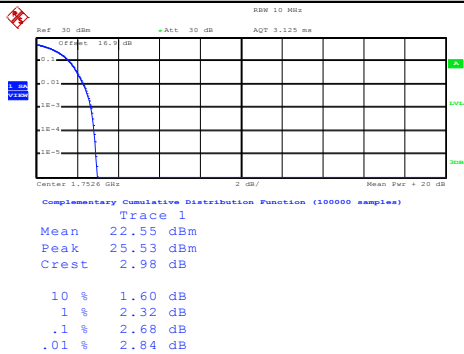 RBW 10 MHz
Ref 30 dBm *Att 30 dB AQT 3.125 ms
Offset 16.9 dB
A
0.1
1 SA
VIEW
0.01
1E-3
LVL
1E-4
1E-5
3DB
Center 1.7526 GHz 2 dB/ Mean Pwr + 20 dB
Complementary Cumulative Distribution Function (100000 samples)
Trace 1
Mean 22.55 dBm
Peak 25.53 dBm
Crest 2.98 dB
10 % 1.60 dB
1 % 2.32 dB
.1 % 2.68 dB
.01 % 2.84 dB